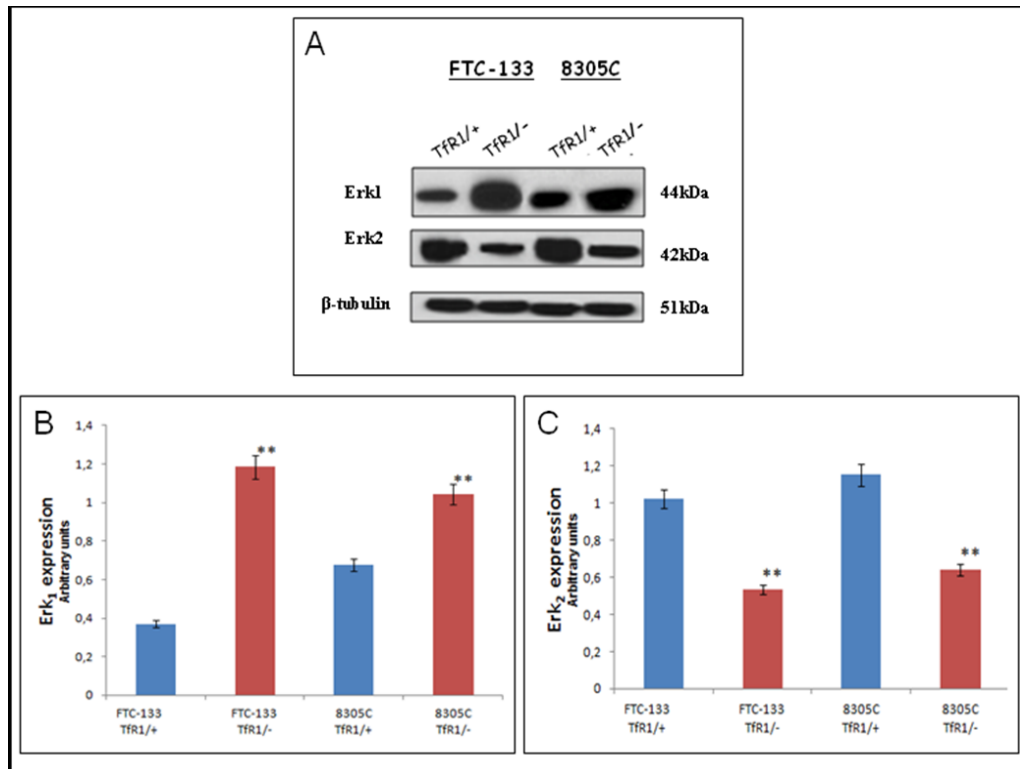 A
FTC-133 8305C
TfR1/+ TfR1/- TfR1/+ TfR1/-
Erk1 44kDa
Erk2 42kDa
β-tubulin 51kDa
B
Erk1 expression
Arbitrary units
1,4
1,2
1
0,8
0,6
0,4
0,2
0
** **
FTC-133 FTC-133 8305C 8305C
TfR1/+ TfR1/- TfR1/+ TfR1/-
C
Erk2 expression
Arbitrary units
1,4
1,2
1
0,8
0,6
0,4
0,2
0
** **
FTC-133 FTC-133 8305C 8305C
TfR1/+ TfR1/- TfR1/+ TfR1/-